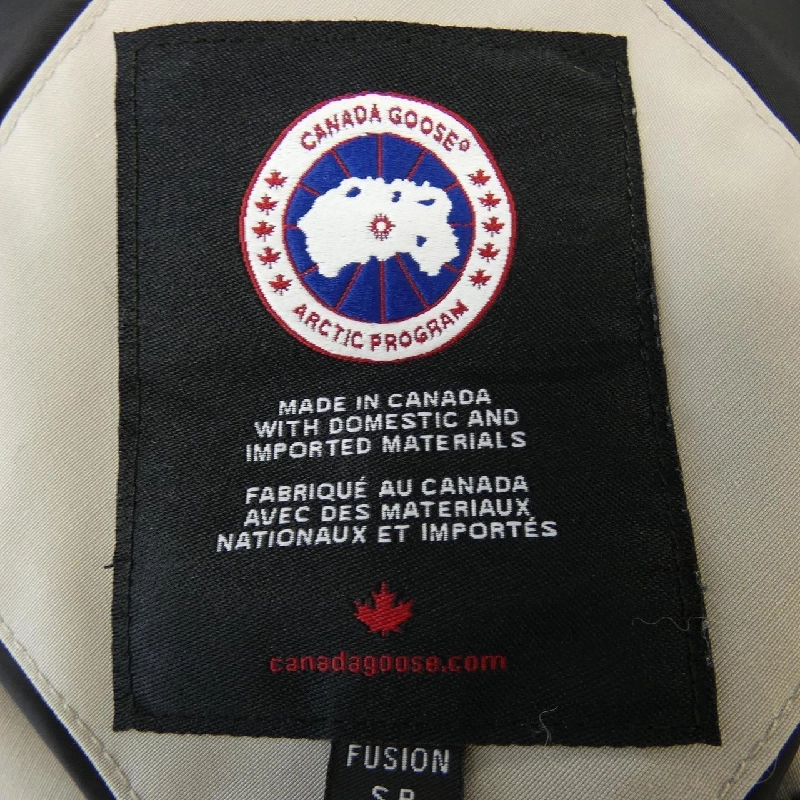 CANADA GOOSE®
ARCTIC PROGRAM
MADE IN CANADA
WITH DOMESTIC AND
IMPORTED MATERIALS
FABRIQUÉ AU CANADA
AVEC DES MATERIAUX
NATIONAUX ET IMPORTÉS
canadagoose.com
FUSION